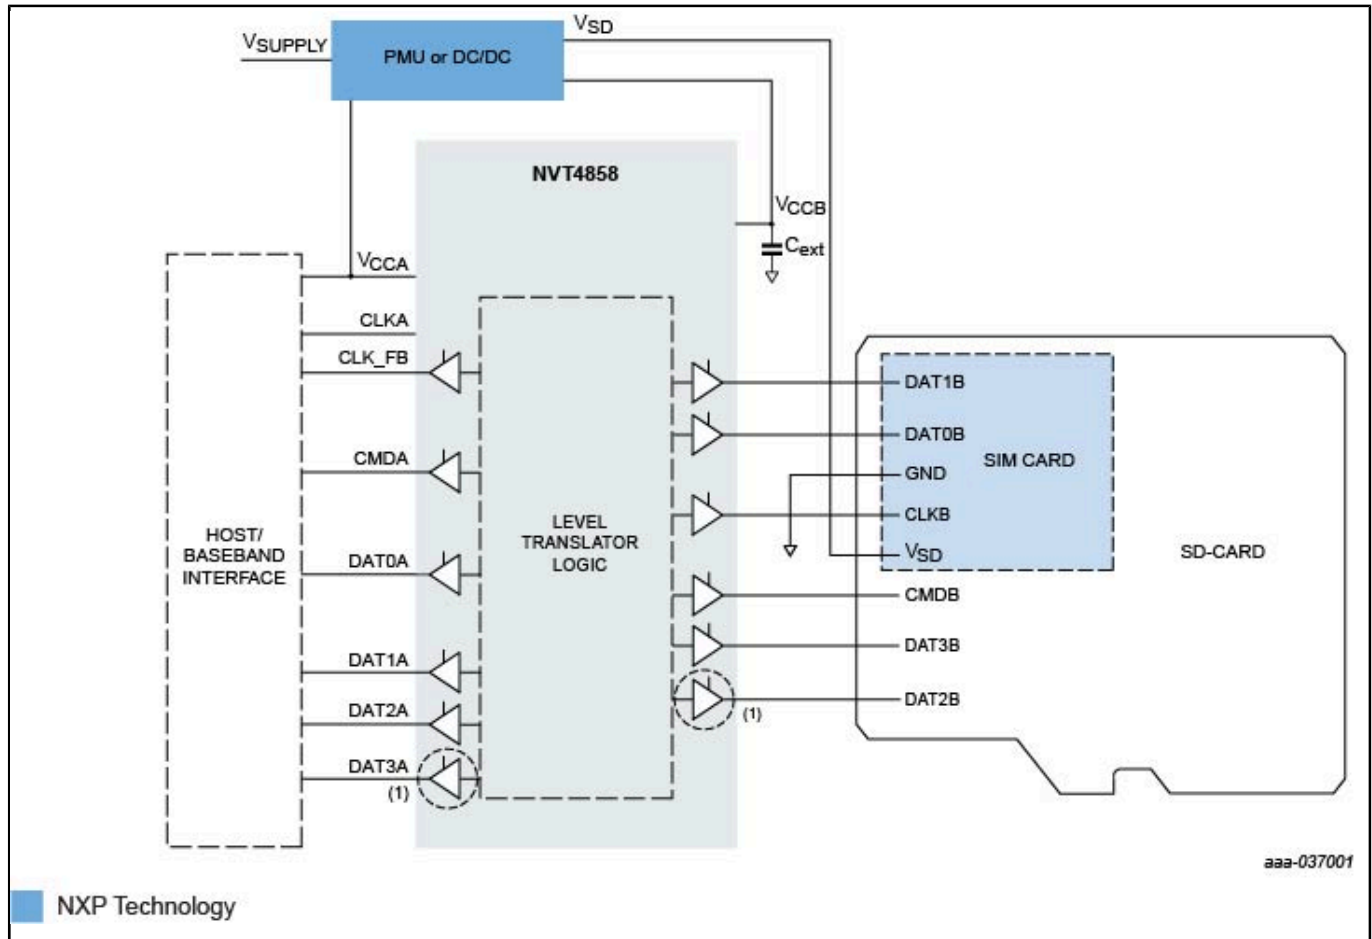 VSD
VSUPPLY
PMU or DC/DC
NVT4858
VCCB
Cext
VCCA
CLKA
CLK_FB
CMDA
DAT0A
DAT1A
DAT2A
DAT3A
(1)
HOST/
BASEBAND
INTERFACE
LEVEL
TRANSLATOR
LOGIC
(1)
DAT1B
DAT0B
GND
CLKB
VSD
SIM CARD
CMDB
DAT3B
DAT2B
SD-CARD
aaa-037001
NXP Technology